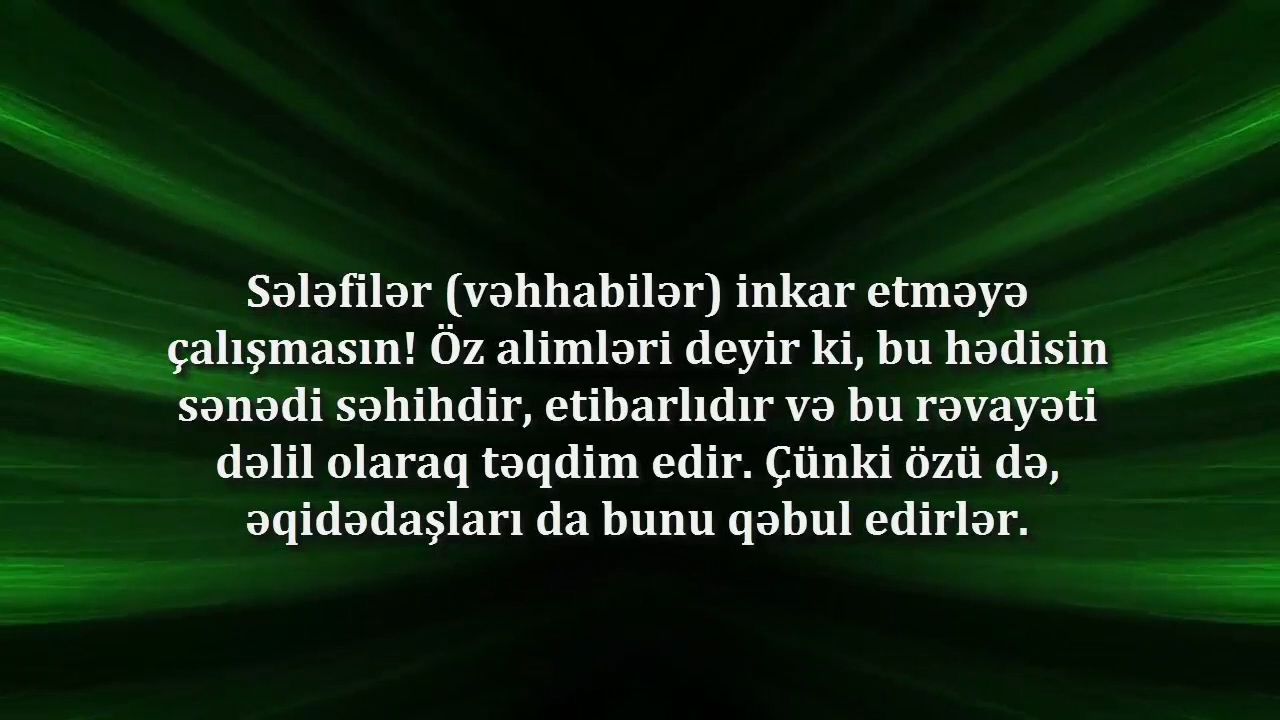 Sələfilər (vəhhabilər) inkar etməyə
çalışmasın! Öz alimləri deyir ki, bu hədisin
sənədi səhihdir, etibarlıdır və bu rəvayəti
dəlil olaraq təqdim edir. Çünki özü də,
əqidədaşları da bunu qəbul edirlər.